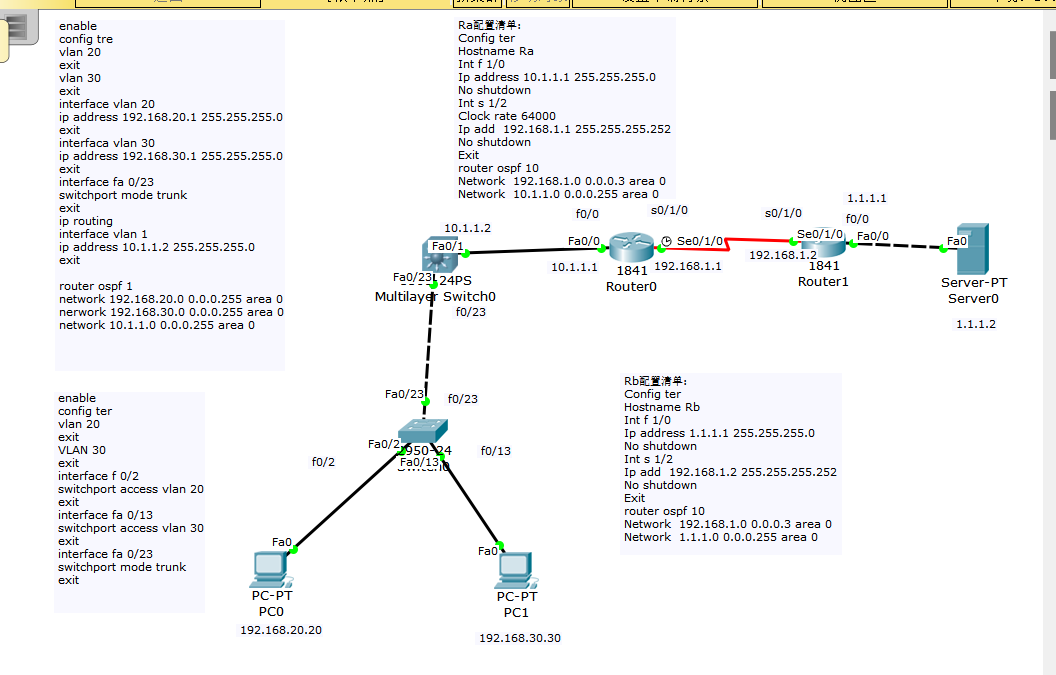 enable
config tre
vlan 20
exit
vlan 30
exit
interface vlan 20
ip address 192.168.20.1 255.255.255.0
exit
interfaca vlan 30
ip address 192.168.30.1 255.255.255.0
exit
interface fa 0/23
switchport mode trunk
exit
ip routing
interface vlan 1
ip address 10.1.1.2 255.255.255.0
exit
router ospf 1
network 192.168.20.0 0.0.0.255 area 0
nerwork 192.168.30.0 0.0.0.255 area 0
network 10.1.1.0 0.0.0.255 area 0
Ra配置清单:
Config ter
Hostname Ra
Int f 1/0
Ip address 10.1.1.1 255.255.255.0
No shutdown
Int s 1/2
Clock rate 64000
Ip add 192.168.1.1 255.255.255.252
No shutdown
Exit
router ospf 10
Network 192.168.1.0 0.0.0.3 area 0
Network 10.1.1.0 0.0.0.255 area 0
1.1.1.1
f0/0
s0/1/0
s0/1/0
f0/0
10.1.1.2
Fa0/1
Fa0/0
Se0/1/0
Se0/1/0
Fa0/0
Fa0
10.1.1.1
192.168.1.1
192.168.1.2
1841
Router0
1841
Router1
Server-PT
Server0
1.1.1.2
Fa0/23
24PS
Multilayer Switch0
f0/23
Fa0/23
f0/23
Fa0/2
2950-24
Fa0/13
Switch0
f0/13
f0/2
enable
config ter
vlan 20
exit
VLAN 30
exit
interface f 0/2
switchport access vlan 20
exit
interface fa 0/13
switchport access vlan 30
exit
interface fa 0/23
switchport mode trunk
exit
Rb配置清单:
Config ter
Hostname Rb
Int f 1/0
Ip address 1.1.1.1 255.255.255.0
No shutdown
Int s 1/2
Ip add 192.168.1.2 255.255.255.252
No shutdown
Exit
router ospf 10
Network 192.168.1.0 0.0.0.3 area 0
Network 1.1.1.0 0.0.0.255 area 0
Fa0
Fa0
PC-PT
PC0
192.168.20.20
PC-PT
PC1
192.168.30.30